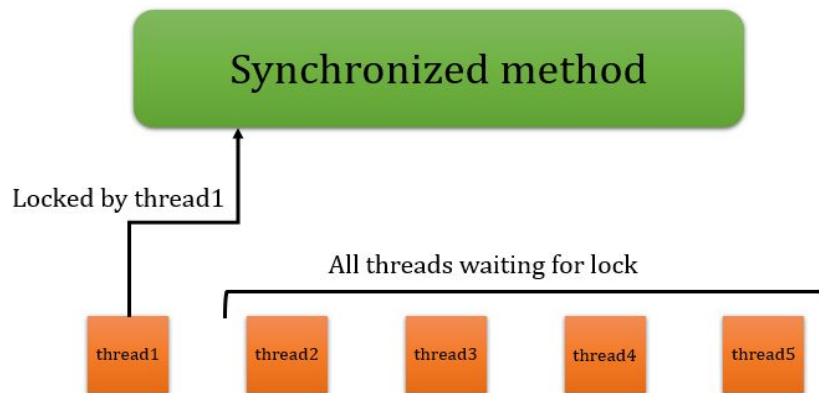 Synchronized method
Locked by thread1
All threads waiting for lock
thread1
thread2
thread3
thread4
thread5